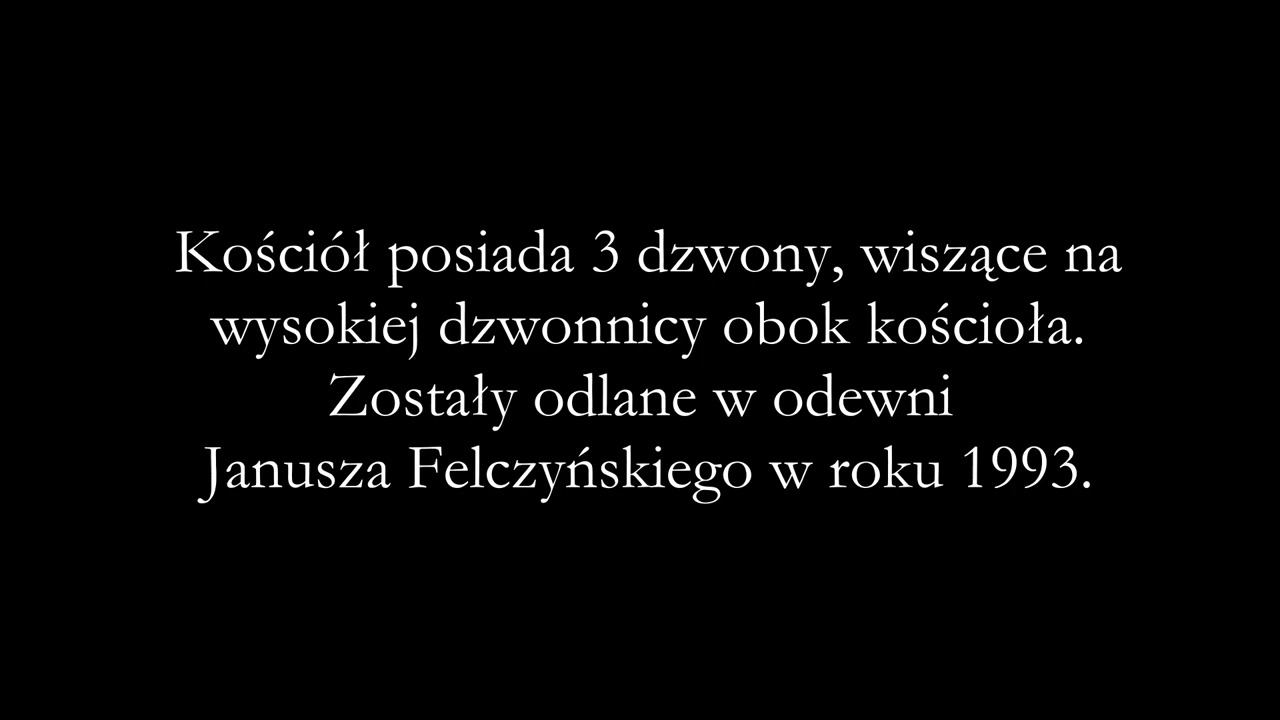 Kościół posiada 3 dzwony, wiszące na
wysokiej dzwonnicy obok kościoła.
Zostały odlane w odewni
Janusza Felczyńskiego w roku 1993.